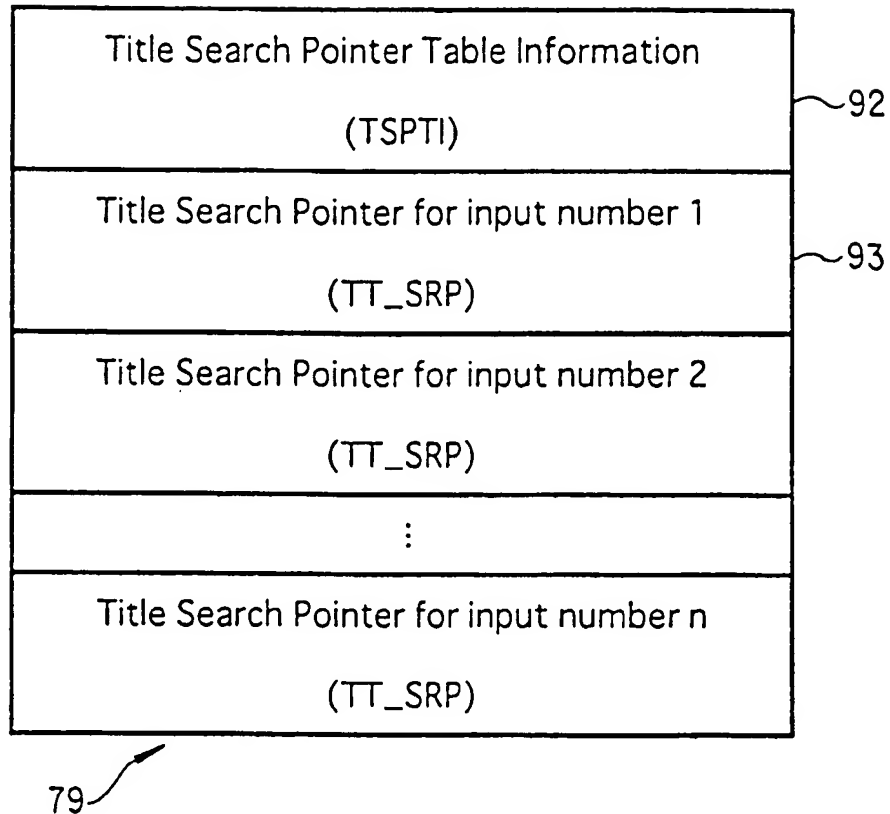 Title Search Pointer Table Information
(TSPTI)
92
Title Search Pointer for input number 1
(TT_SRP)
93
Title Search Pointer for input number 2
(TT_SRP)
⋮
Title Search Pointer for input number n
(TT_SRP)
79